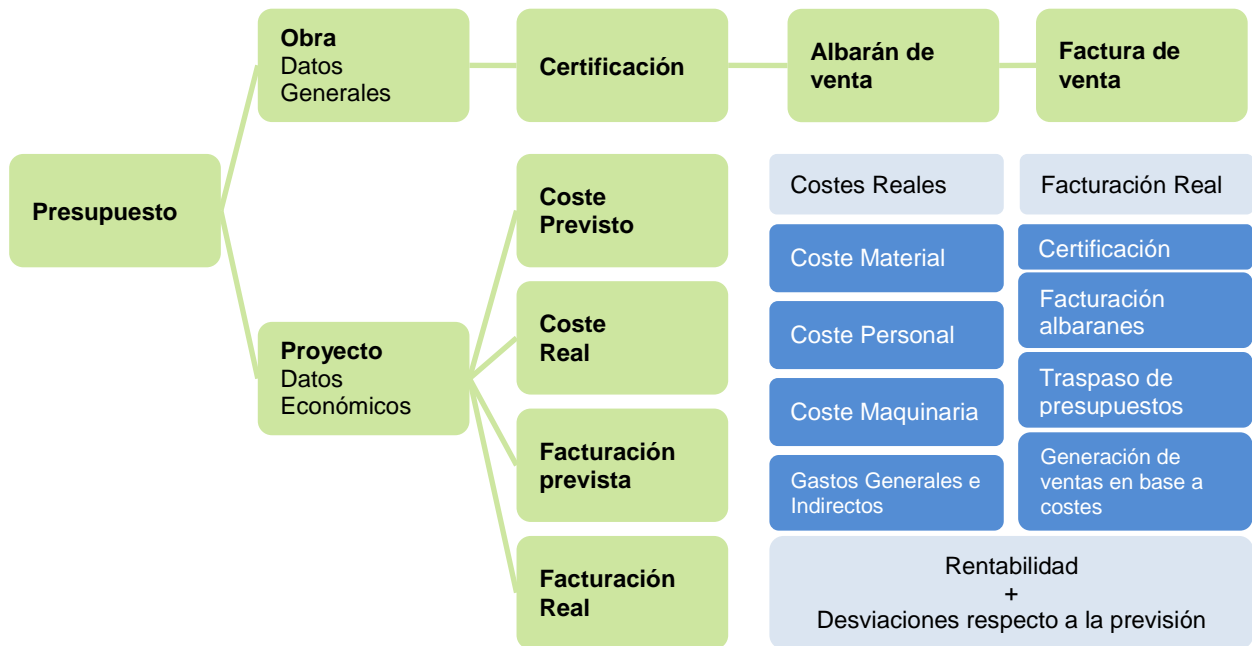 Obra
Datos
Generales
Certificación
Albarán de
venta
Factura de
venta
Presupuesto
Proyecto
Datos
Económicos
Coste
Previsto
Coste
Real
Facturación
prevista
Facturación
Real
Costes Reales
Coste Material
Coste Personal
Coste Maquinaria
Gastos Generales e
Indirectos
Facturación Real
Certificación
Facturación
albaranes
Traspaso de
presupuestos
Generación de
ventas en base a
costes
Rentabilidad
+
Desviaciones respecto a la previsión